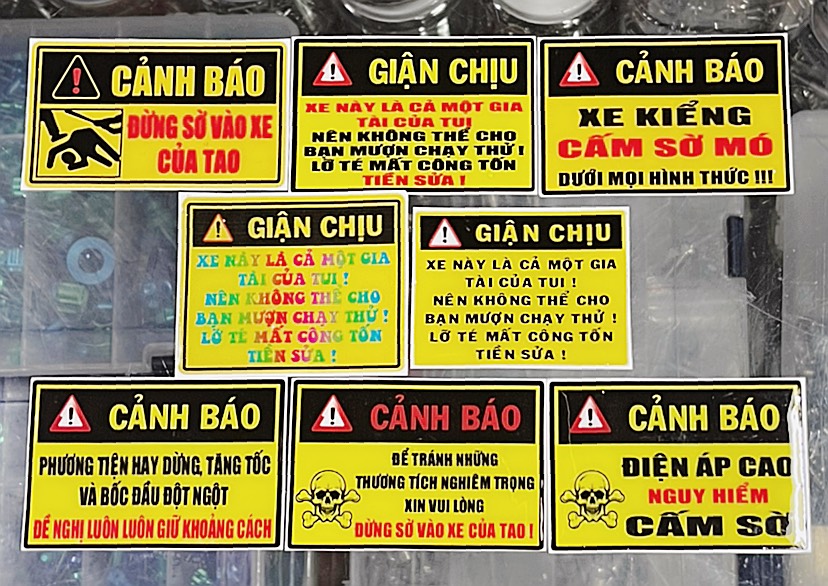 CẢNH BÁO
ĐỪNG SỜ VÀO XE
CỦA TAO
GIẬN CHỊU
XE NÀY LÀ CẢ MỘT GIA
TÀI CỦA TUI
NÊN KHÔNG THỂ CHO
BẠN MƯỢN CHẠY THỬ !
LỠ TÉ MẤT CÔNG TỐN
TIỀN SỬA !
CẢNH BÁO
XE KIỂNG
CẤM SỜ MÓ
DƯỚI MỌI HÌNH THỨC !!!
GIẬN CHỊU
XE NÀY LÀ CẢ MỘT GIA
TÀI CỦA TUI !
NÊN KHÔNG THỂ CHO
BẠN MƯỢN CHẠY THỬ !
LỠ TÉ MẤT CÔNG TỐN
TIỀN SỬA !
GIẬN CHỊU
XE NÀY LÀ CẢ MỘT GIA
TÀI CỦA TUI !
NÊN KHÔNG THỂ CHO
BẠN MƯỢN CHẠY THỬ !
LỠ TÉ MẤT CÔNG TỐN
TIỀN SỬA !
CẢNH BÁO
PHƯƠNG TIỆN HAY DỪNG, TĂNG TỐC
VÀ BỐC ĐẦU ĐỘT NGỘT
ĐỀ NGHỊ LUÔN LUÔN GIỮ KHOẢNG CÁCH
CẢNH BÁO
ĐỂ TRÁNH NHỮNG
THƯƠNG TÍCH NGHIÊM TRỌNG
XIN VUI LÒNG
ĐỪNG SỜ VÀO XE CỦA TAO !
CẢNH BÁO
ĐIỆN ÁP CAO
NGUY HIỂM
CẤM SỜ